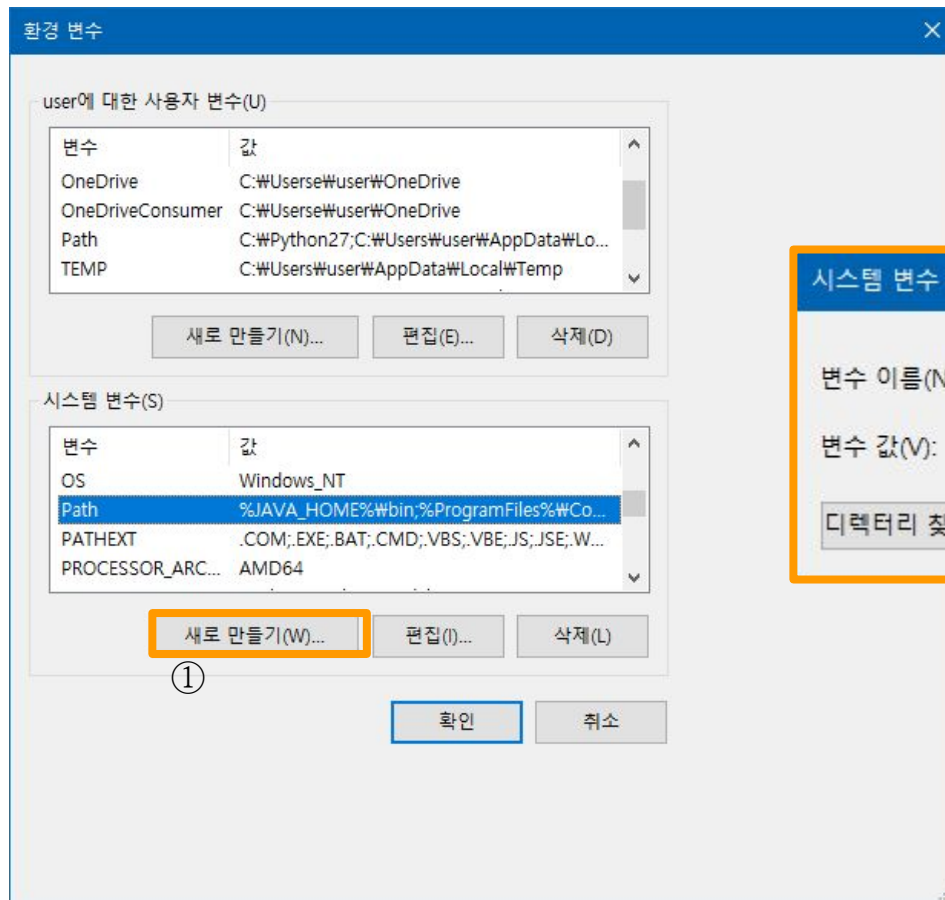 환경 변수
user에 대한 사용자 변수(U)
변수 값
OneDrive C:₩Userse₩user₩OneDrive
OneDriveConsumer C:₩Userse₩user₩OneDrive
Path C:₩Python27;C:₩Users₩user₩AppData₩Lo...
TEMP C:₩Users₩user₩AppData₩Local₩Temp
새로 만들기(N)... 편집(E)... 삭제(D)
시스템 변수(S)
변수 값
OS Windows_NT
Path %JAVA_HOME%₩bin;%ProgramFiles%₩Co...
PATHEXT .COM;.EXE;.BAT;.CMD;.VBS;.VBE;.JS;.JSE;.W...
PROCESSOR_ARC... AMD64
새로 만들기(W)... 편집(I)... 삭제(L)
①
확인 취소
시스템 변수
변수 이름(N
변수 값(V):
디렉터리 찾